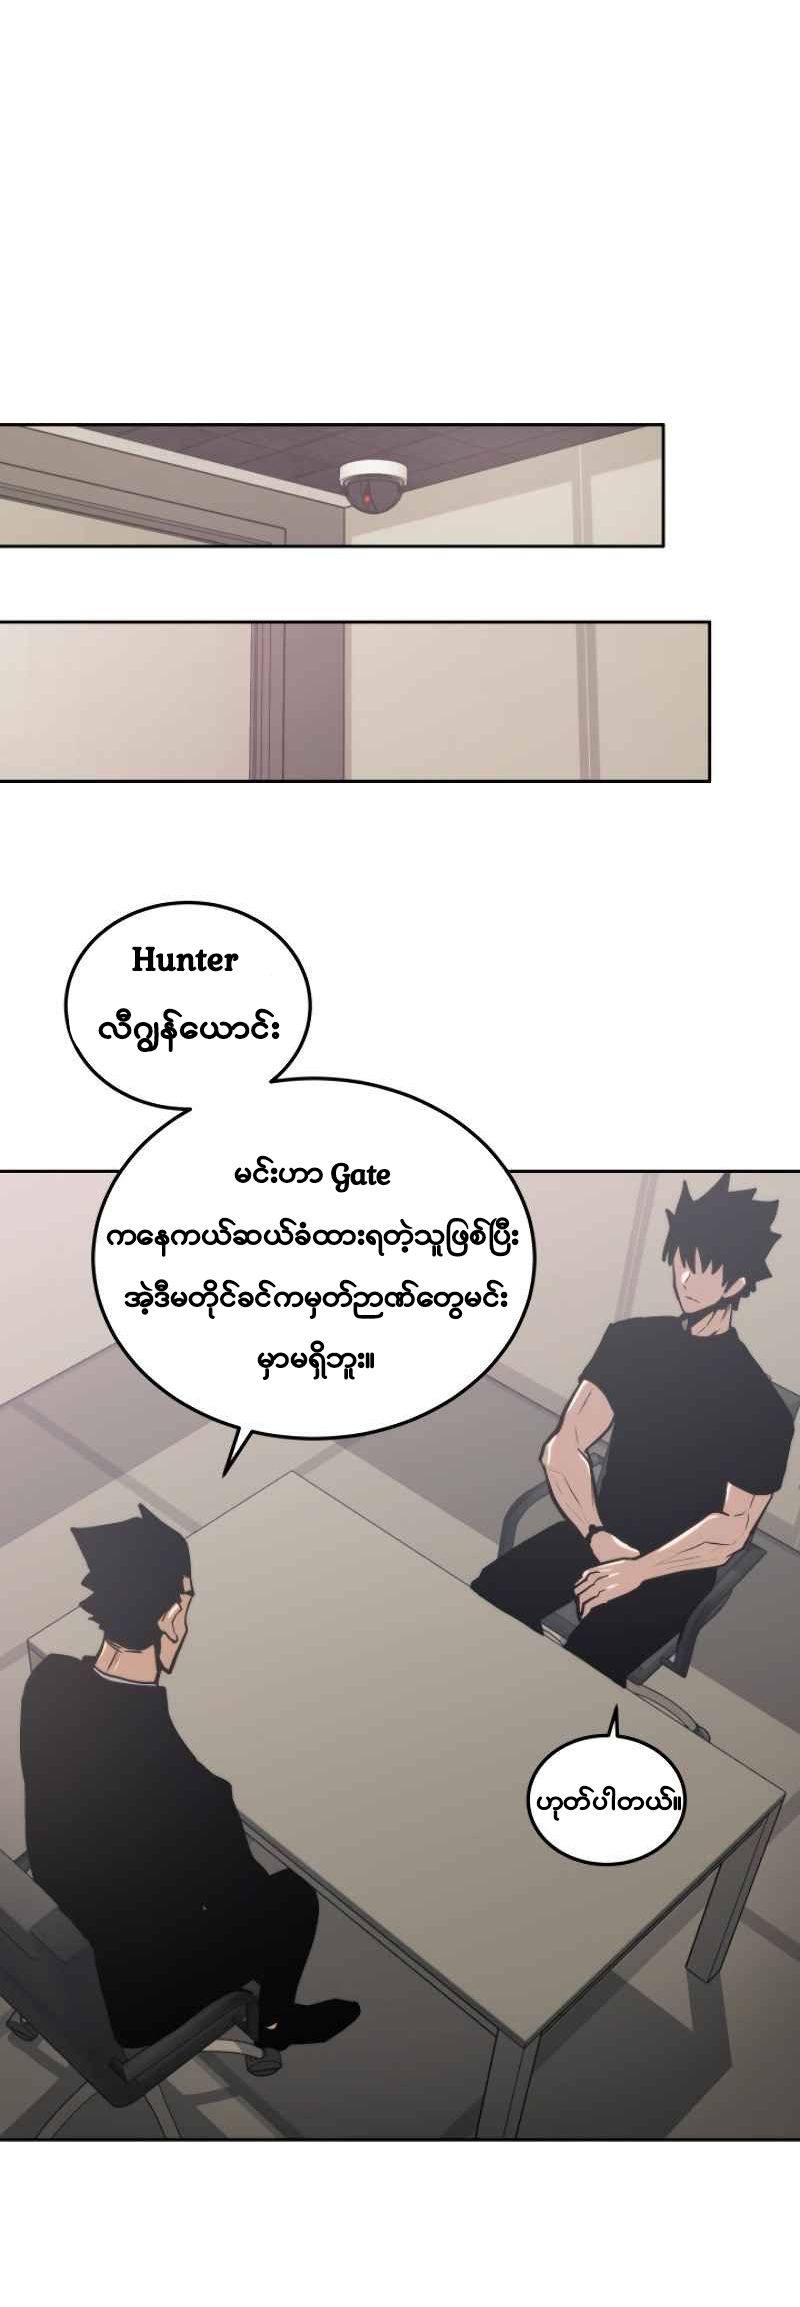 Hunter
လီဂျွန်ယောင်း
မင်းဟာ Gate
ကနေကယ်ဆယ်ခံထားရတဲ့သူဖြစ်ပြီး
အဲ့ဒီမတိုင်ခင်ကမှတ်ဉာဏ်တွေမင်း
မှာမရှိဘူး။
ဟုတ်ပါတယ်။